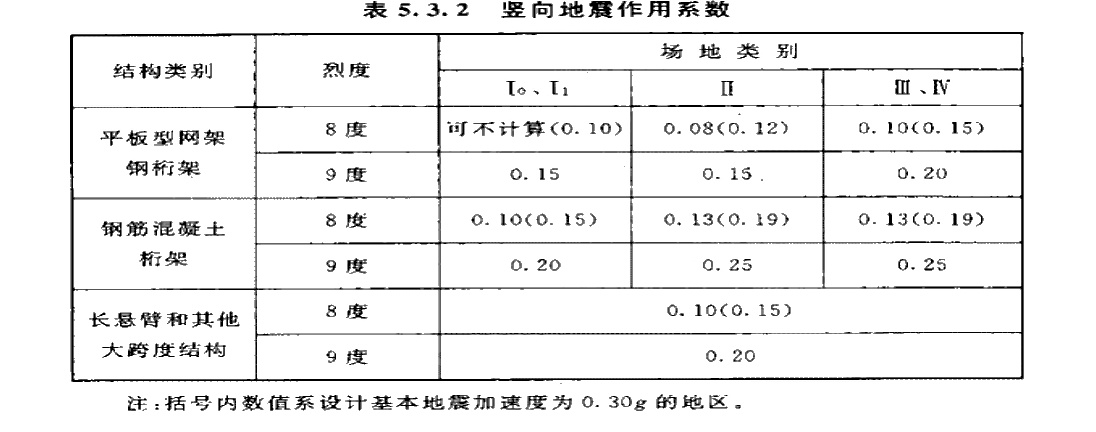 表 5.3.2 竖向地震作用系数
结构类别 烈度 场地类别
Ⅰ₀、Ⅰ₁ Ⅱ Ⅲ、Ⅳ
平板型网架
钢桁架
8度 可不计算(0.10) 0.08(0.12) 0.10(0.15)
9度 0.15 0.15 0.20
钢筋混凝土
桁架
8度 0.10(0.15) 0.13(0.19) 0.13(0.19)
9度 0.20 0.25 0.25
长悬臂和其他
大跨度结构
8度 0.10(0.15)
9度 0.20
注:括号内数值系设计基本地震加速度为 0.30g 的地区。